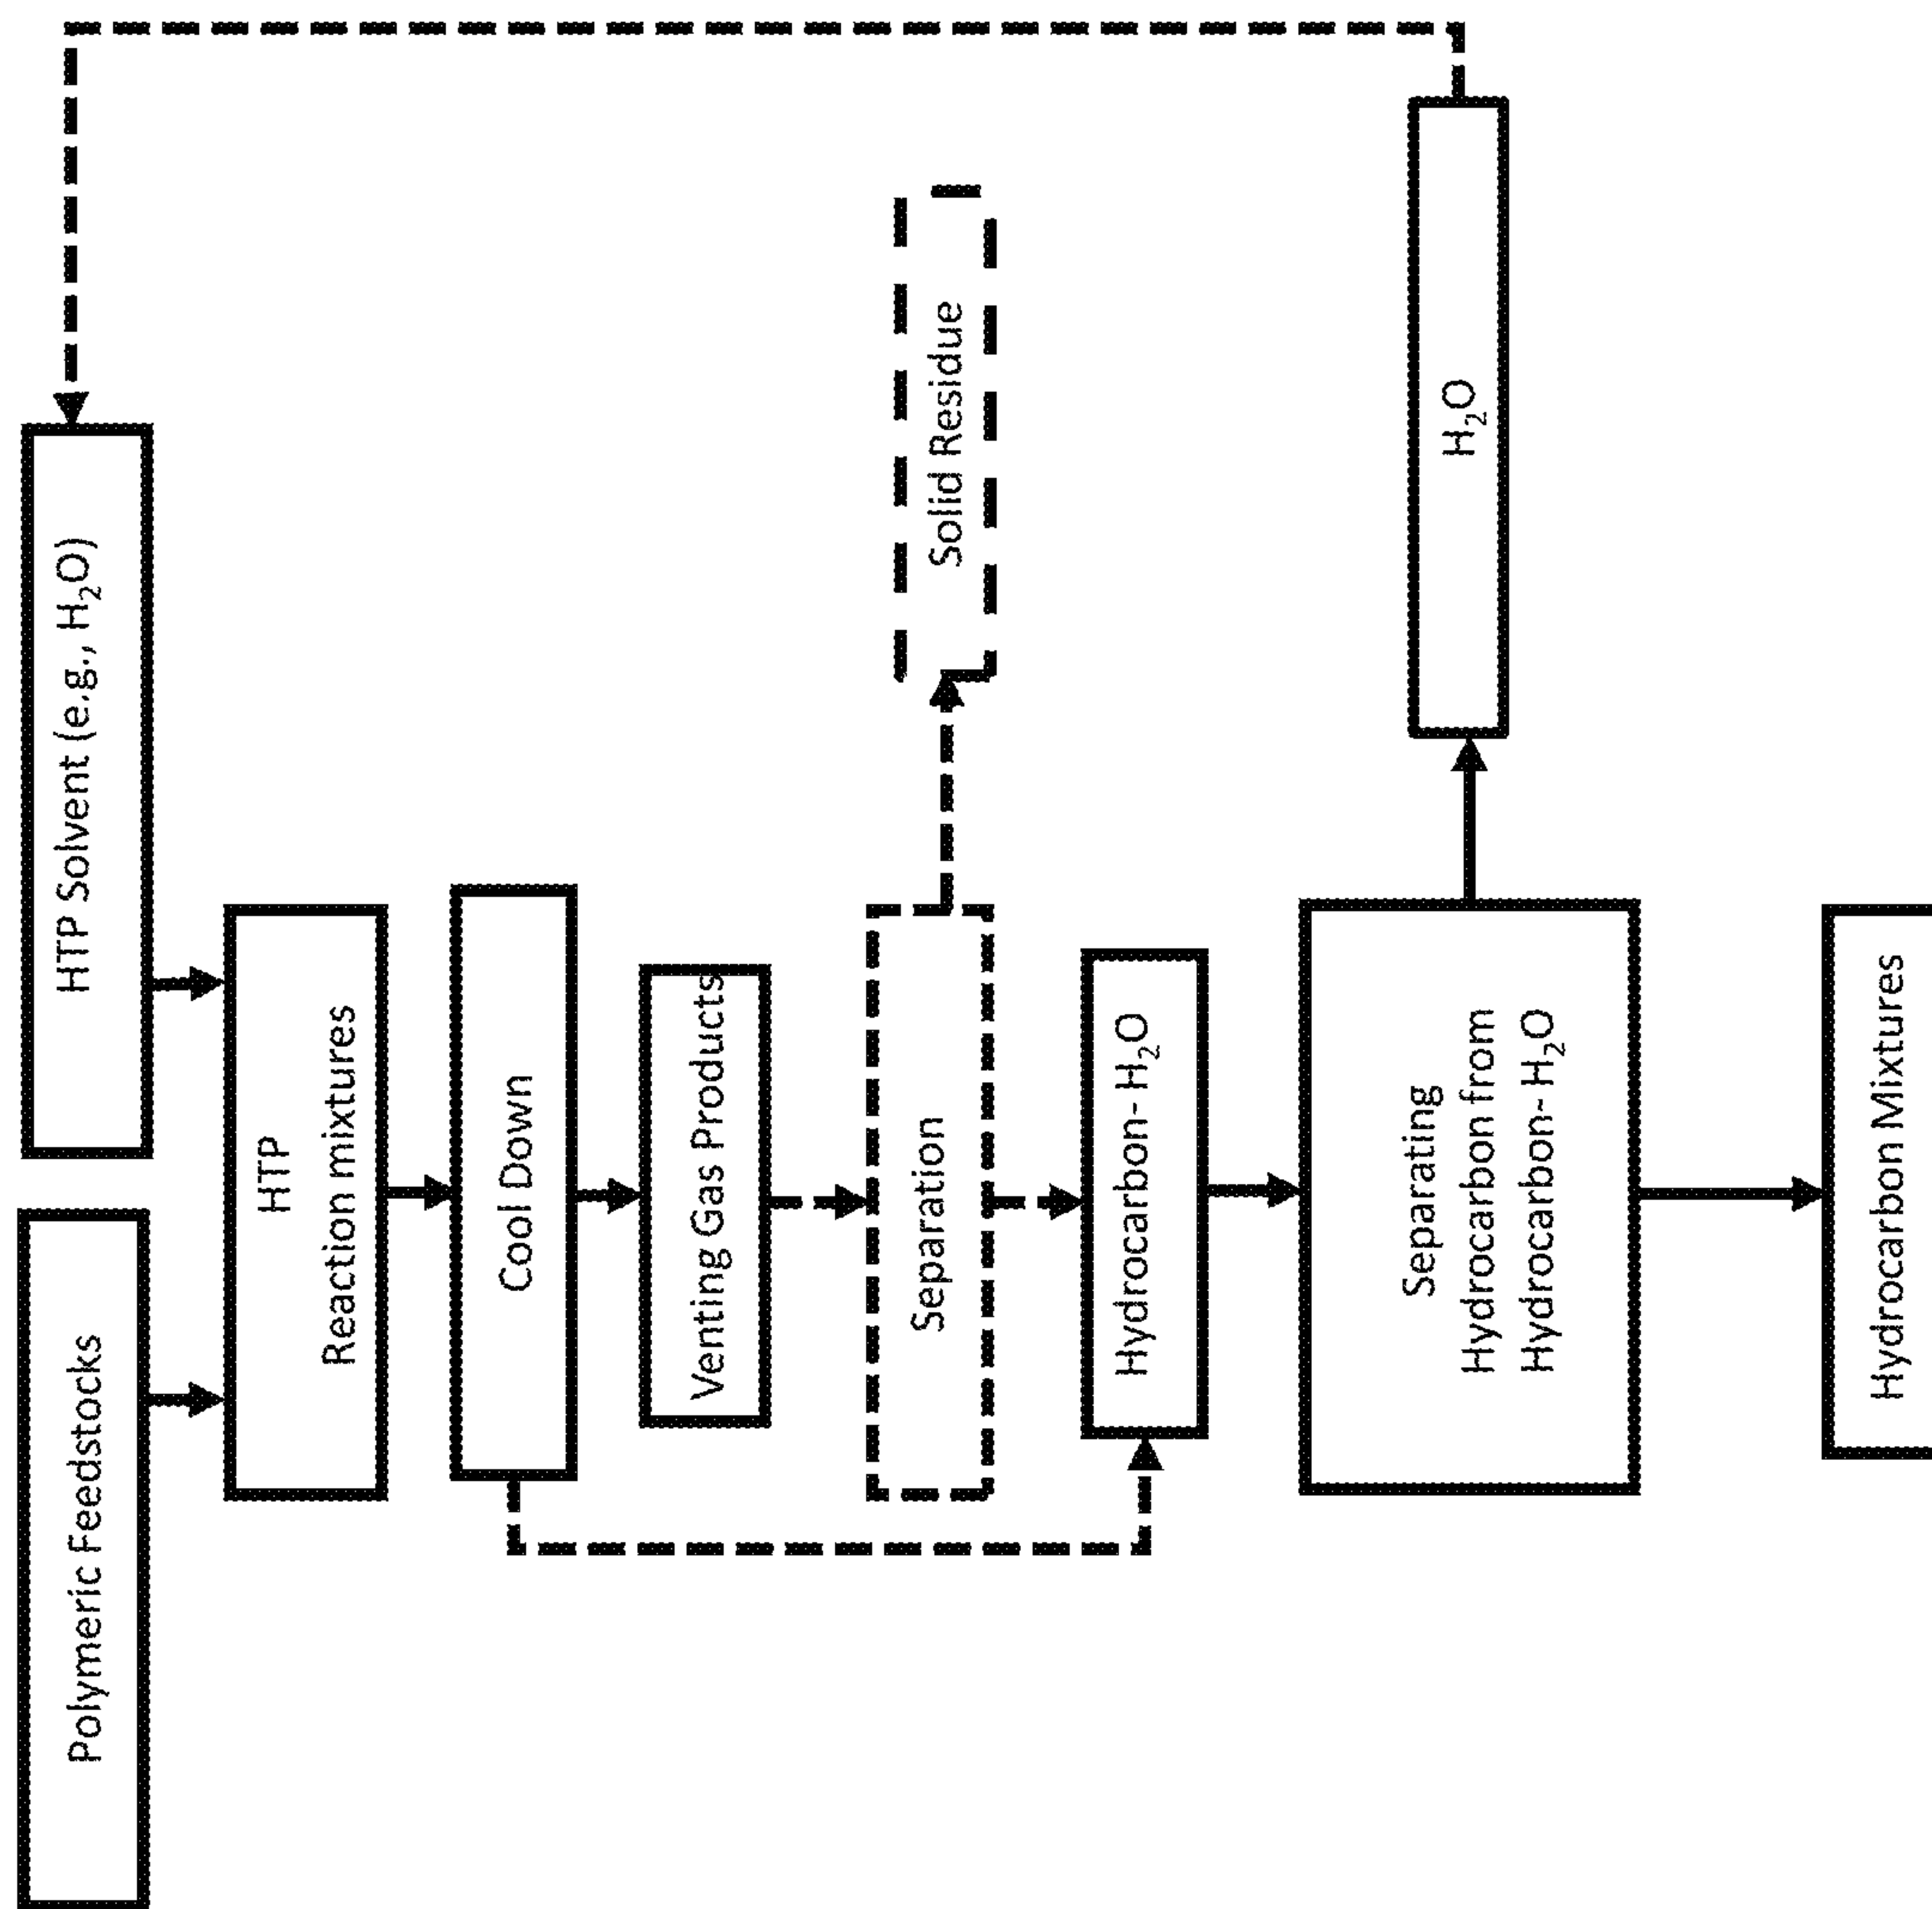 Polymeric Feedstocks
HTP Solvent (e.g., H₂O)
HTP
Reaction mixtures
Cool Down
Venting Gas Products
Separation
Solid Residue
Hydrocarbon- H₂O
Separating
Hydrocarbon from
Hydrocarbon- H₂O
H₂O
Hydrocarbon Mixtures